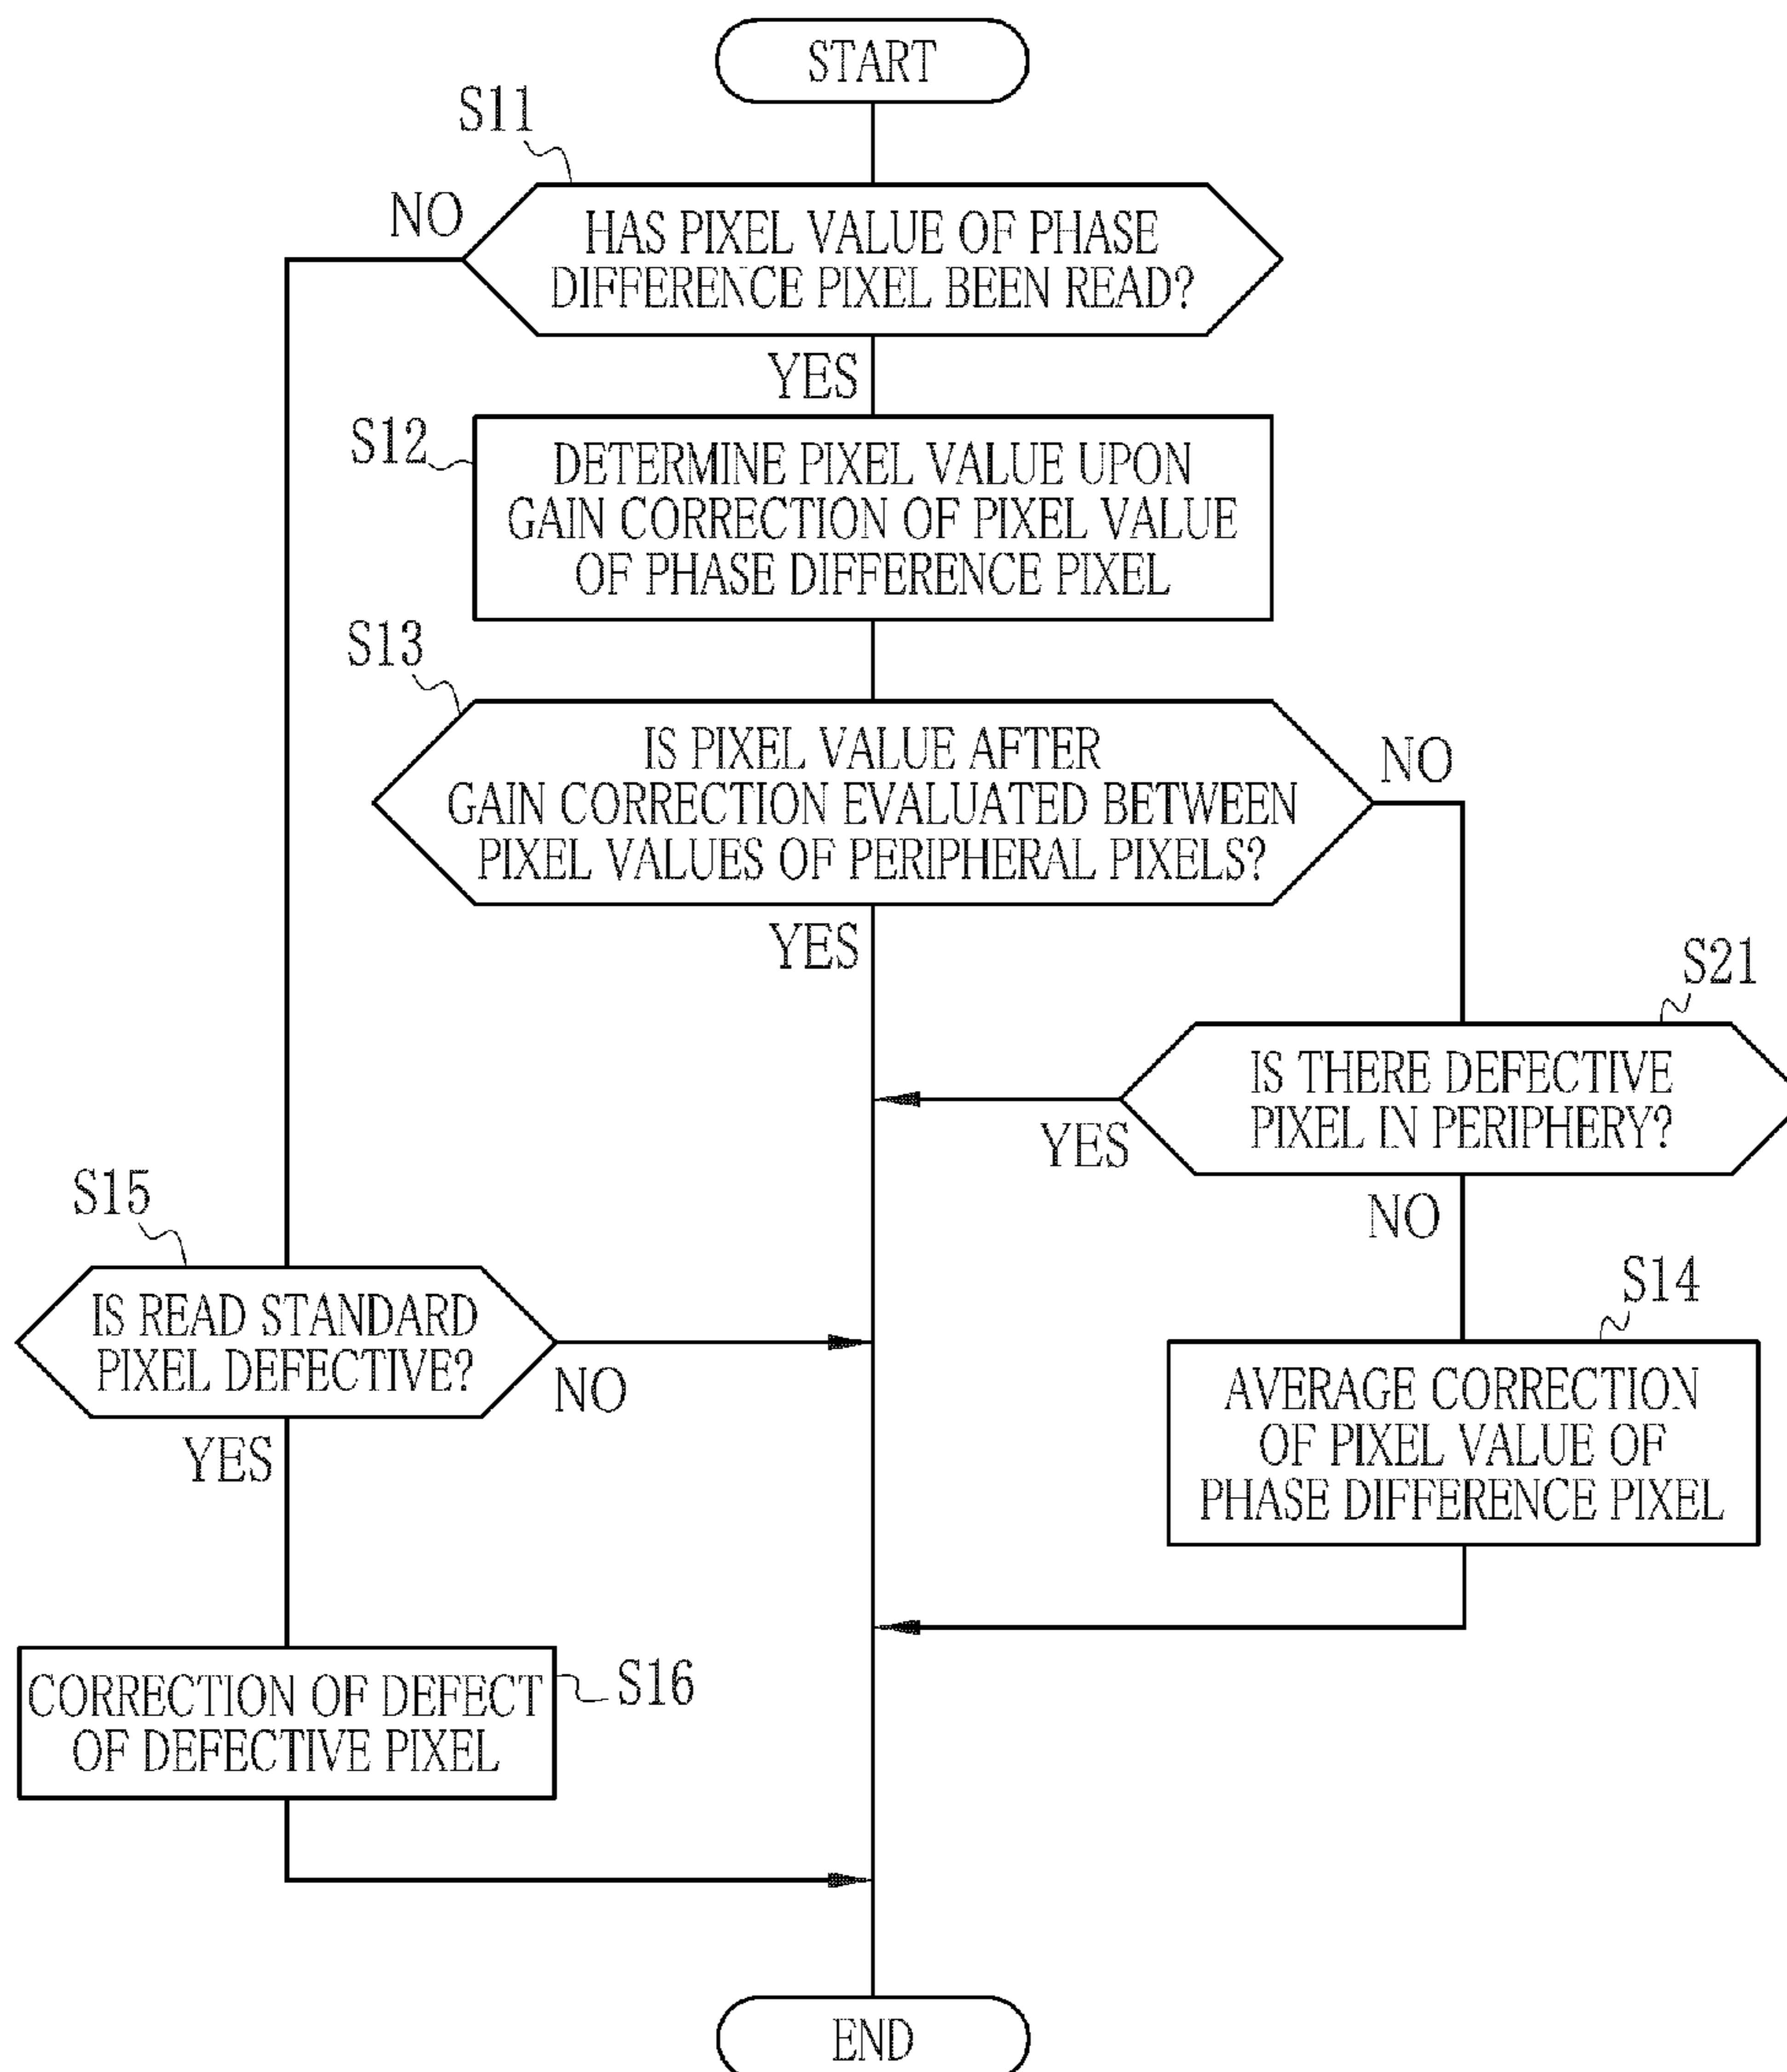 START
S11
NO
HAS PIXEL VALUE OF PHASE
DIFFERENCE PIXEL BEEN READ?
YES
S12
DETERMINE PIXEL VALUE UPON
GAIN CORRECTION OF PIXEL VALUE
OF PHASE DIFFERENCE PIXEL
S13
IS PIXEL VALUE AFTER
GAIN CORRECTION EVALUATED BETWEEN
PIXEL VALUES OF PERIPHERAL PIXELS?
NO
YES
S21
IS THERE DEFECTIVE
PIXEL IN PERIPHERY?
YES
NO
S15
IS READ STANDARD
PIXEL DEFECTIVE?
NO
YES
S14
AVERAGE CORRECTION
OF PIXEL VALUE OF
PHASE DIFFERENCE PIXEL
CORRECTION OF DEFECT
OF DEFECTIVE PIXEL
S16
END